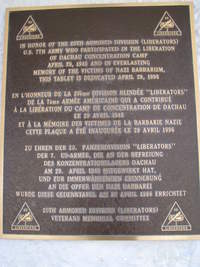 IN HONOR OF THE 20TH ARMORED DIVISION (LIBERATORS)
U.S. 7TH ARMY WHO PARTICIPATED IN THE LIBERATION
OF DACHAU CONCENTRATION CAMP
APRIL 29, 1945 AND IN EVERLASTING
MEMORY OF THE VICTIMS OF NAZI BARBARISM,
THIS TABLET IS DEDICATED APRIL 29, 1996
EN L'HONNEUR DE LA 20ème DIVISION BLINDÉE "LIBERATORS"
DE LA 7ème ARMÉE AMÉRICAINE QUI A CONTRIBUÉ
À LA LIBÉRATION DU CAMP DE CONCENTRATION DE DACHAU
LE 29 AVRIL 1945
ET À LA MÉMOIRE DES VICTIMES DE LA BARBARIE NAZIE
CETTE PLAQUE A ÉTÉ INAUGURÉE LE 29 AVRIL 1996
ZU EHREN DER 20. PANZERDIVISION "LIBERATORS"
DER 7. US-ARMEE, DIE AN DER BEFREIUNG
DES KONZENTRATIONSLAGERS DACHAU
AM 29. APRIL 1945 MITGEWIRKT HAT,
UND ZUR IMMERWÄHRENDEN ERINNERUNG
AN DIE OPFER DER NAZI BARBAREI
WURDE DIESE GEDENKTAFEL AM 29 APRIL 1996 ERRICHTET
20TH ARMORED DIVISION (LIBERATORS)
VETERANS MEMORIAL COMMITTEE